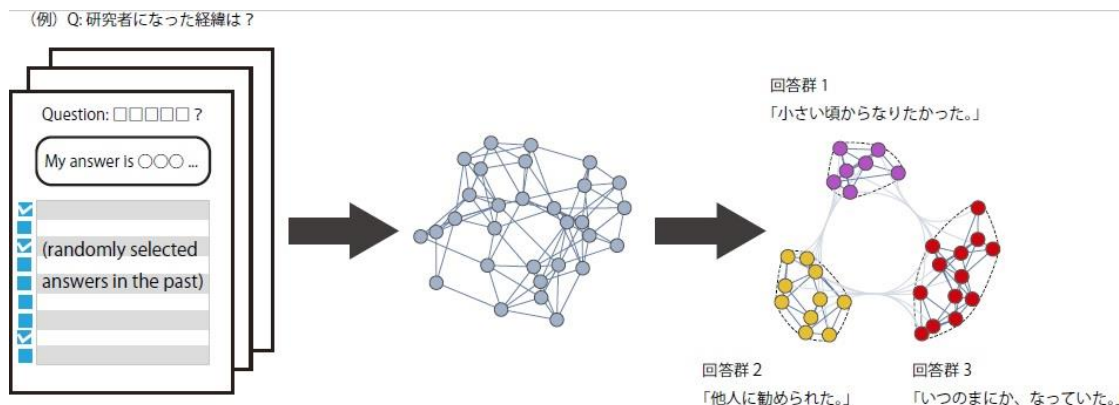 （例）Q: 研究者になった経緯は？
Question: □□□□□ ?
My answer is ○○○ ...
(randomly selected
answers in the past)
回答群 1
「小さい頃からなりたかった。」
回答群 2
「他人に勧められた。」
回答群 3
「いつのまにか、なっていた。